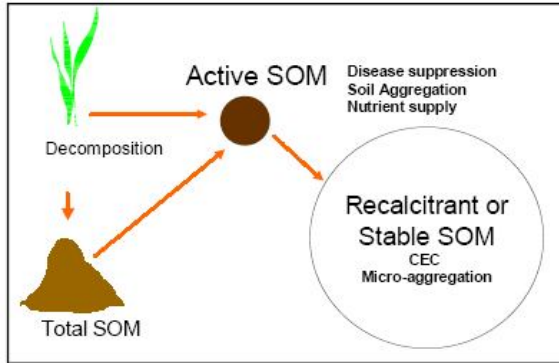 Active SOM
Disease suppression
Soil Aggregation
Nutrient supply
Decomposition
Recalcitrant or
Stable SOM
CEC
Micro-aggregation
Total SOM